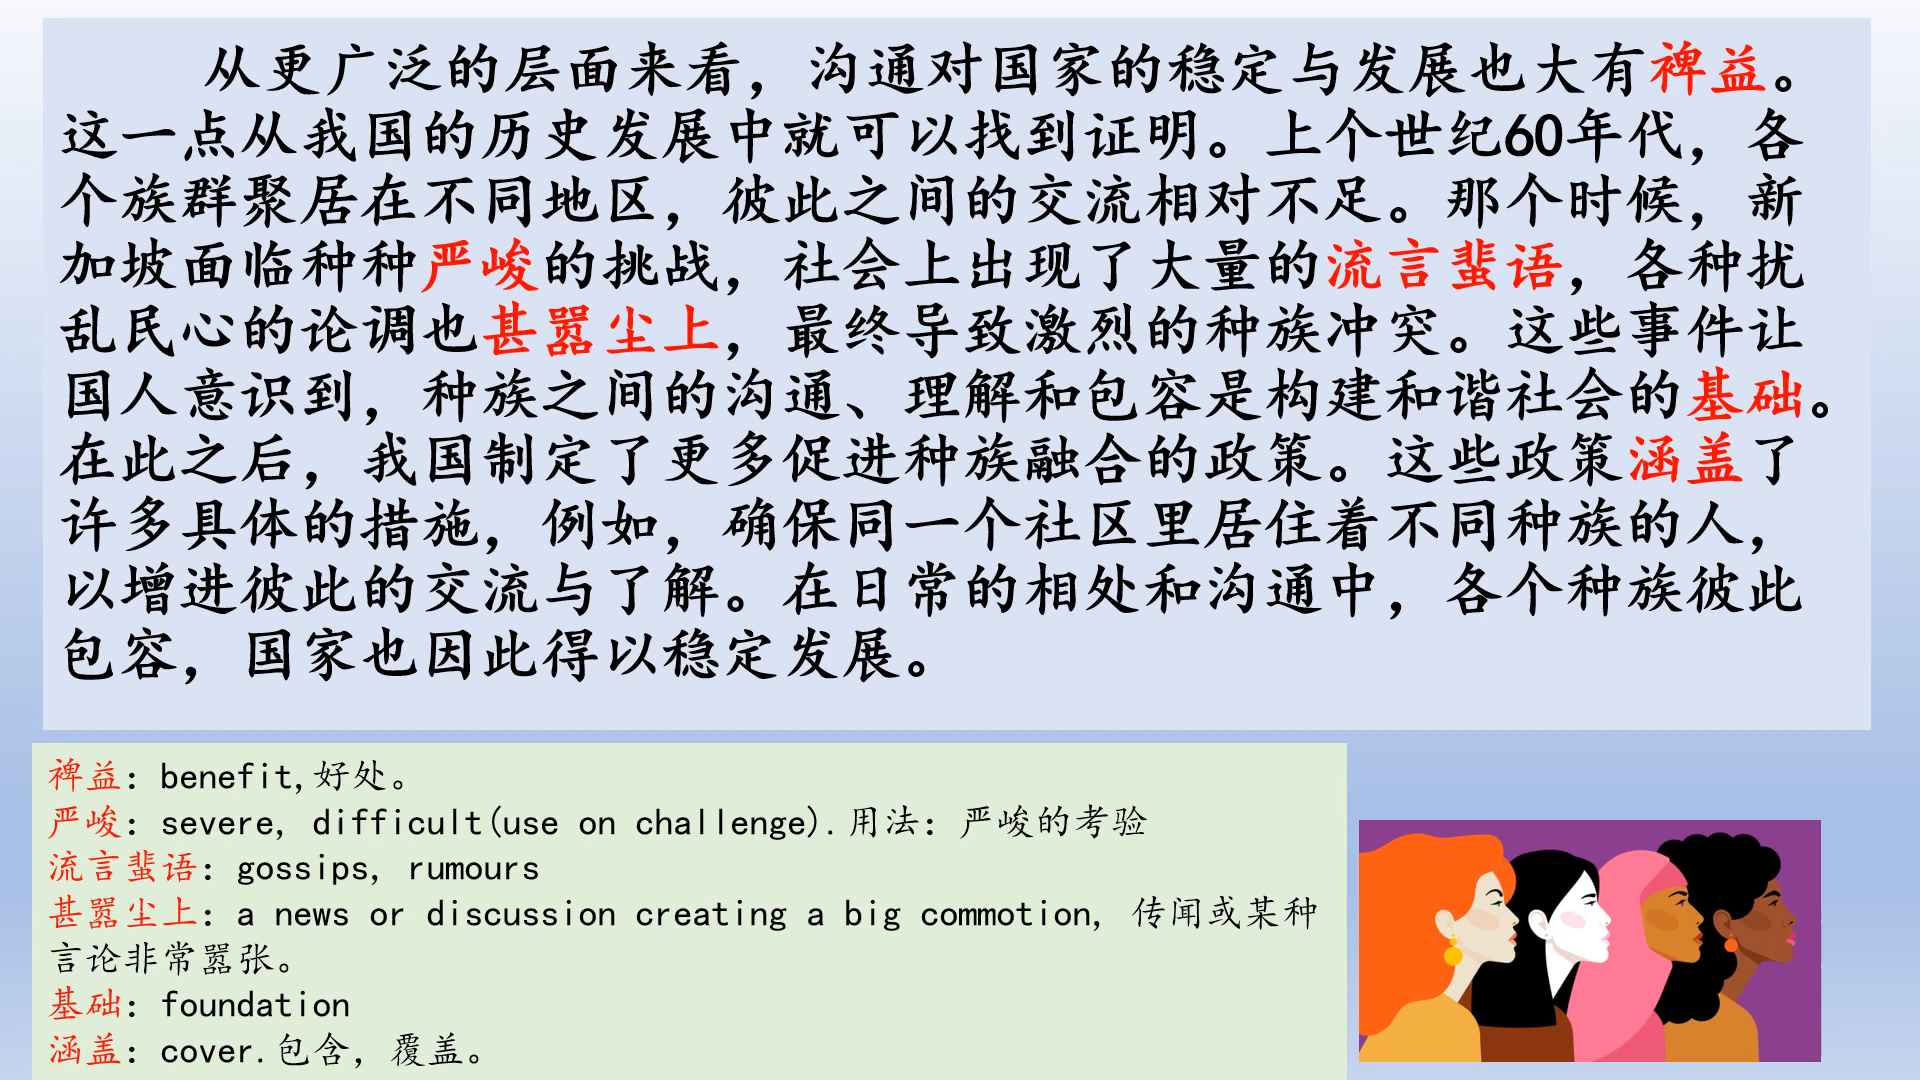 从更广泛的层面来看，沟通对国家的稳定与发展也大有裨益。
这一点从我国的历史发展中就可以找到证明。上个世纪60年代，各
个族群聚居在不同地区，彼此之间的交流相对不足。那个时候，新
加坡面临种种严峻的挑战，社会上出现了大量的流言蜚语，各种扰
乱民心的论调也甚嚣尘上，最终导致激烈的种族冲突。这些事件让
国人意识到，种族之间的沟通、理解和包容是构建和谐社会的基础。
在此之后，我国制定了更多促进种族融合的政策。这些政策涵盖了
许多具体的措施，例如，确保同一个社区里居住着不同种族的人，
以增进彼此的交流与了解。在日常的相处和沟通中，各个种族彼此
包容，国家也因此得以稳定发展。
裨益：benefit,好处。
严峻：severe, difficult(use on challenge).用法：严峻的考验
流言蜚语：gossips, rumours
甚嚣尘上：a news or discussion creating a big commotion, 传闻或某种
言论非常嚣张。
基础：foundation
涵盖：cover.包含，覆盖。